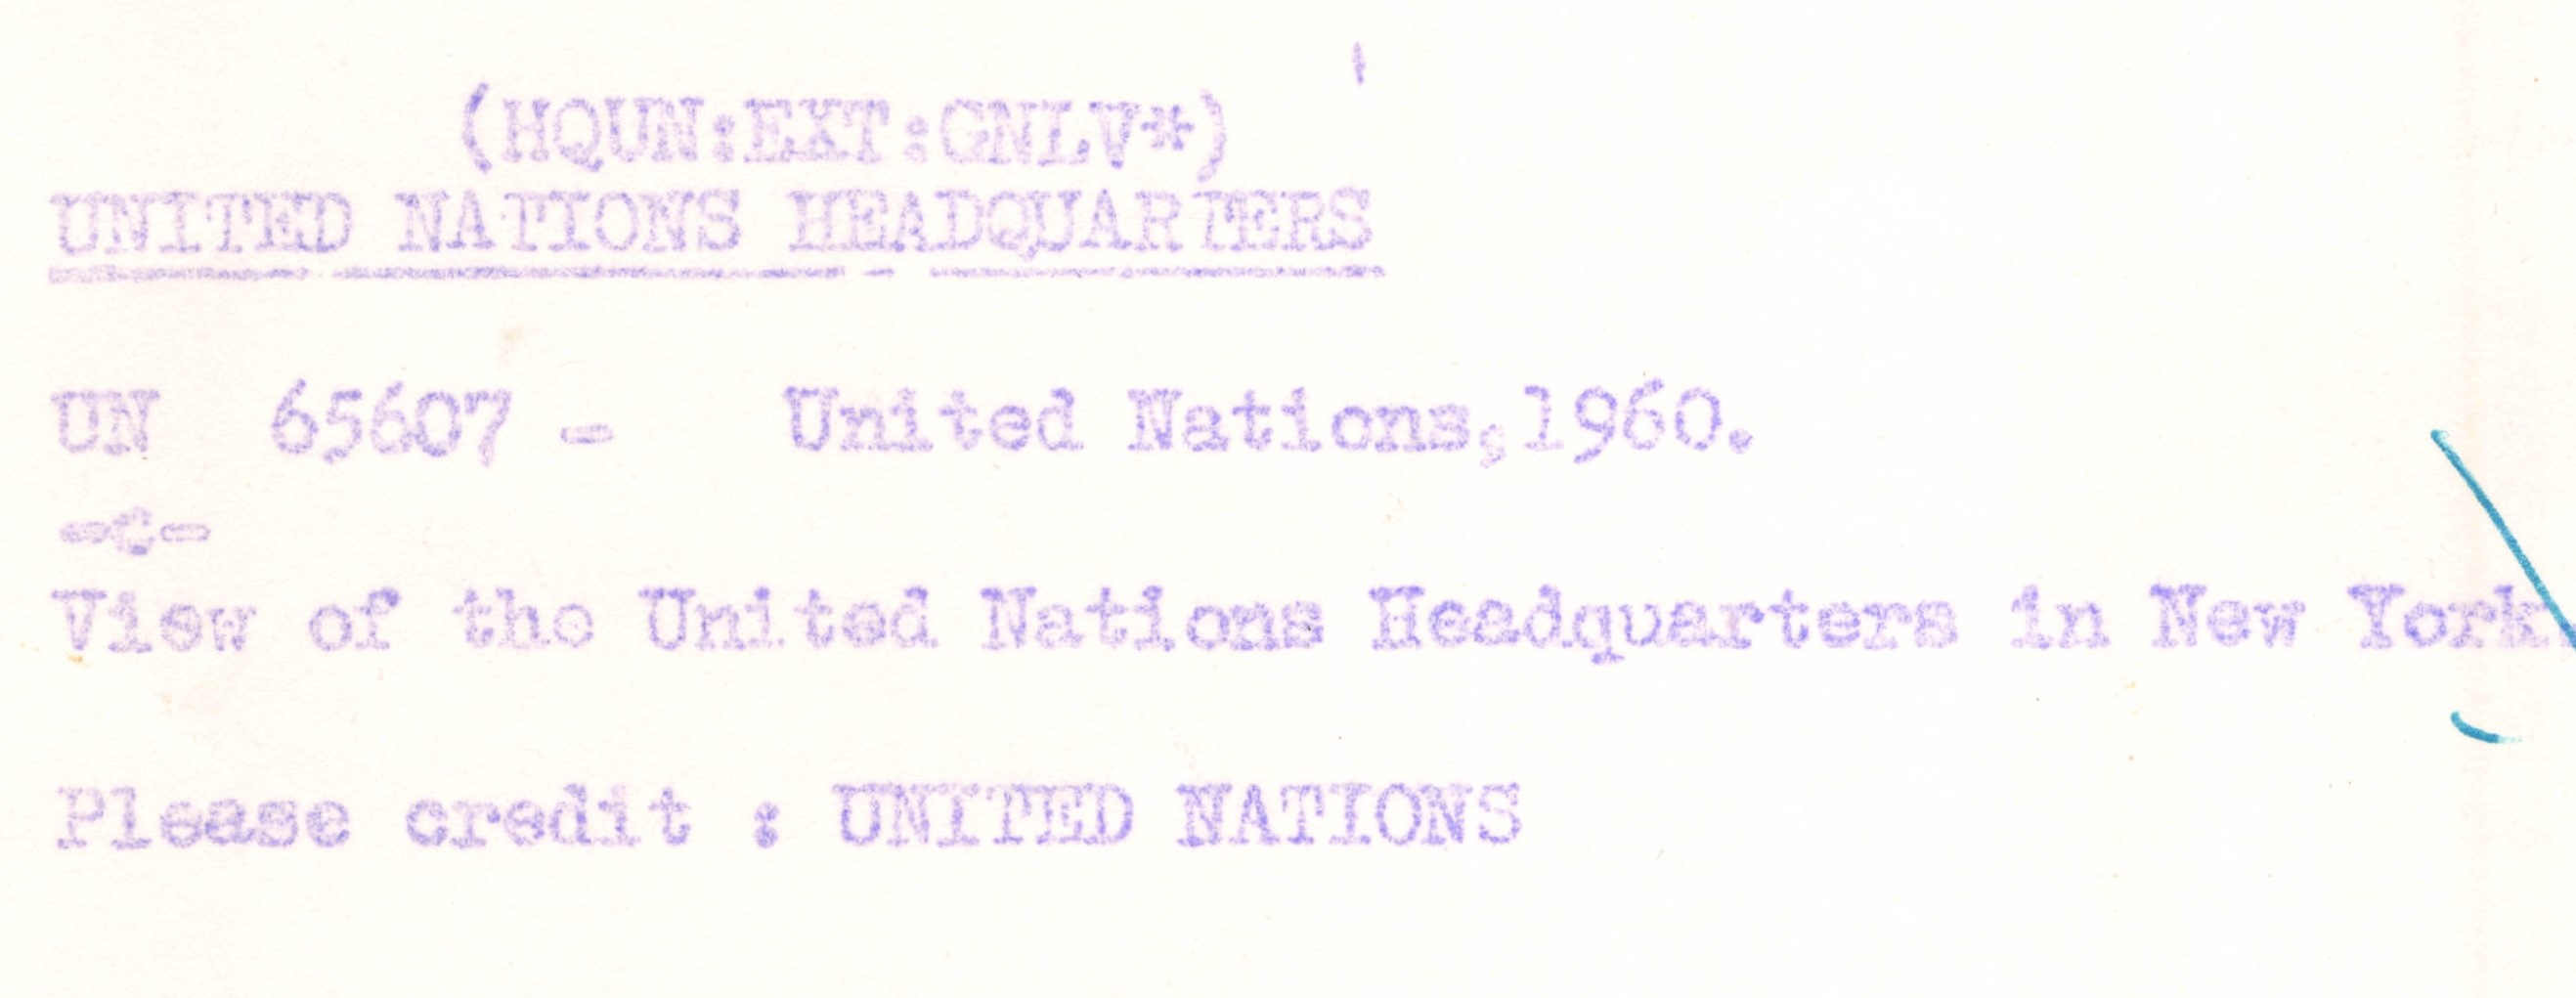 (HQUN:EXT:GNLV*)
UNITED NATIONS HEADQUARTERS
UN 65607 - United Nations,1960.
-c-
View of the United Nations Headquarters in New York.
Please credit : UNITED NATIONS